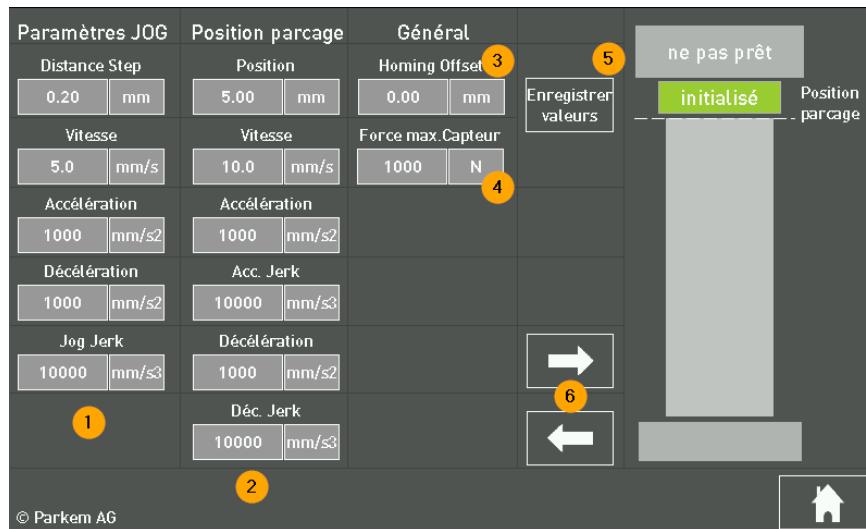 Paramètres JOG
Distance Step
0.20 mm
Vitesse
5.0 mm/s
Accélération
1000 mm/s2
Décélération
1000 mm/s2
Jog Jerk
10000 mm/s3
1
Position parcage
Position
5.00 mm
Vitesse
10.0 mm/s
Accélération
1000 mm/s2
Acc. Jerk
10000 mm/s3
Décélération
1000 mm/s2
Déc. Jerk
10000 mm/s3
2
Général
Homing Offset
3
0.00 mm
Force max.Capteur
1000 N
4
5
Enregistrer
valeurs
6
ne pas prêt
initialisé
Position
parcage
© Parkem AG